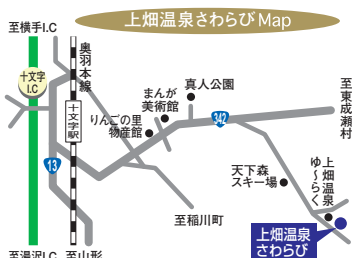 上畑温泉さわらびMap
至横手I.C
奥羽本線
十文字
I.C
十文字駅
まんが
美術館
真人公園
りんごの里
物産館
342
至東成瀬村
13
天下森
スキー場
上畑温泉
ゆ〜らく
至稲川町
上畑温泉
さわらび
至湯沢I.C
至山形